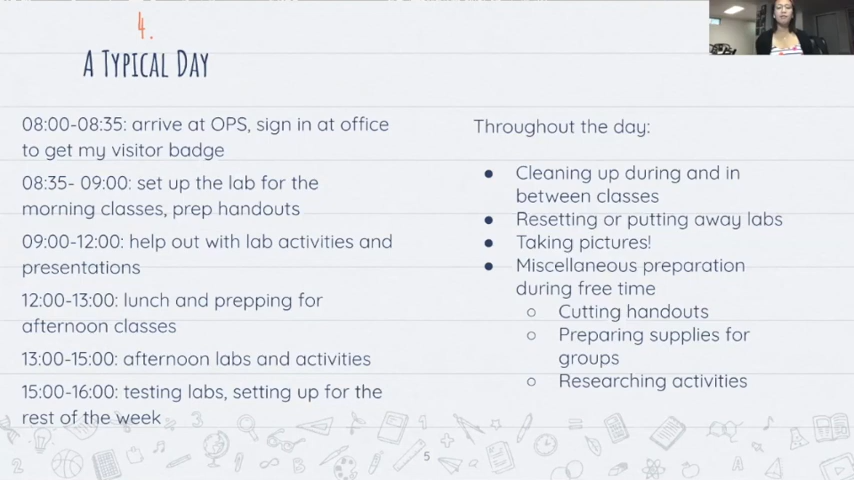 4.
A Typical Day
08:00-08:35: arrive at OPS, sign in at office
to get my visitor badge
08:35- 09:00: set up the lab for the
morning classes, prep handouts
09:00-12:00: help out with lab activities and
presentations
12:00-13:00: lunch and prepping for
afternoon classes
13:00-15:00: afternoon labs and activities
15:00-16:00: testing labs, setting up for the
rest of the week
Throughout the day:
● Cleaning up during and in
between classes
● Resetting or putting away labs
● Taking pictures!
● Miscellaneous preparation
during free time
○ Cutting handouts
○ Preparing supplies for
groups
○ Researching activities
5